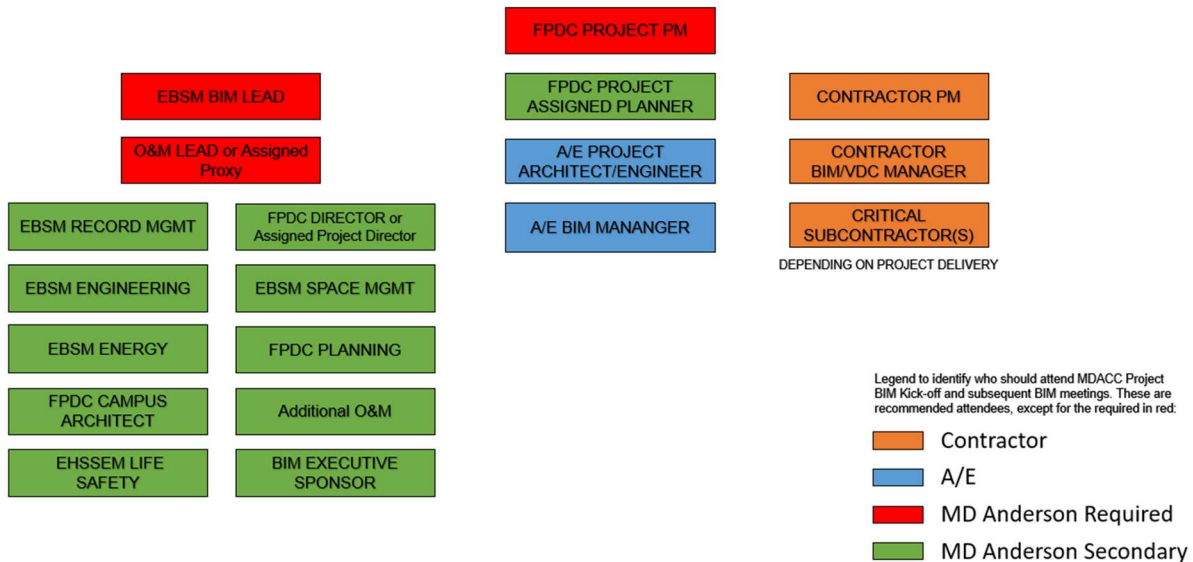 FPDC PROJECT PM
EBSM BIM LEAD
O&M LEAD or Assigned
Proxy
EBSM RECORD MGMT
FPDC DIRECTOR or
Assigned Project Director
EBSM ENGINEERING
EBSM SPACE MGMT
EBSM ENERGY
FPDC PLANNING
FPDC CAMPUS
ARCHITECT
Additional O&M
EHSSEM LIFE
SAFETY
BIM EXECUTIVE
SPONSOR
FPDC PROJECT
ASSIGNED PLANNER
A/E PROJECT
ARCHITECT/ENGINEER
A/E BIM MANANGER
CONTRACTOR PM
CONTRACTOR
BIM/VDC MANAGER
CRITICAL
SUBCONTRACTOR(S)
DEPENDING ON PROJECT DELIVERY
Legend to identify who should attend MDACC Project
BIM Kick-off and subsequent BIM meetings. These are
recommended attendees, except for the required in red:
Contractor
A/E
MD Anderson Required
MD Anderson Secondary